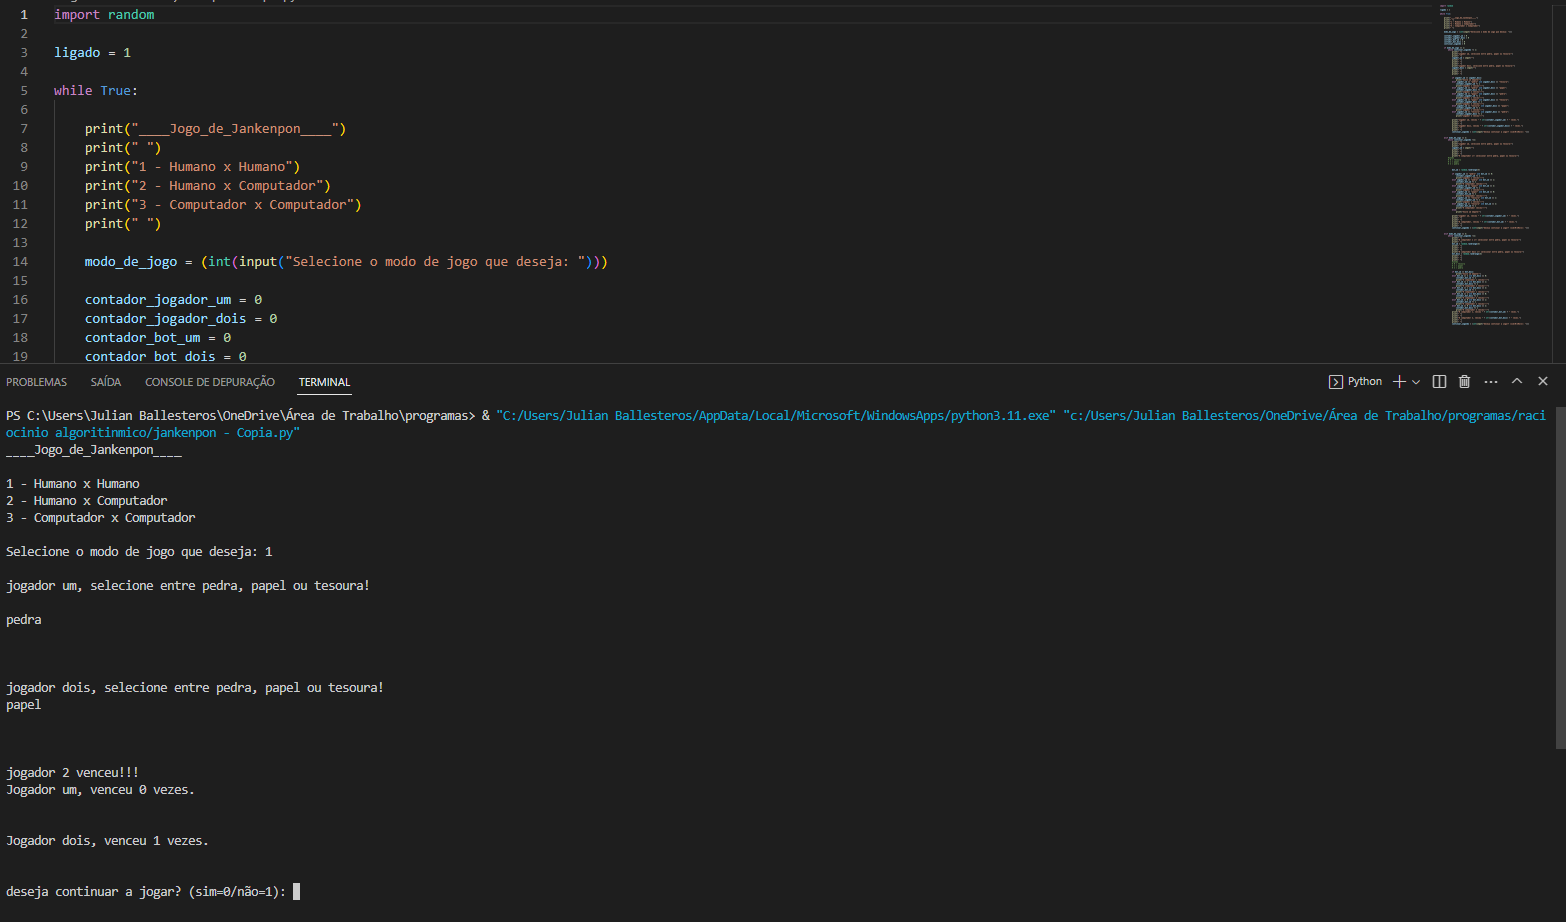 1 import random
2
3 ligado = 1
4
5 while True:
6
7 print("____Jogo_de_Jankenpon____")
8 print(" ")
9 print("1 - Humano x Humano")
10 print("2 - Humano x Computador")
11 print("3 - Computador x Computador")
12 print(" ")
13
14 modo_de_jogo = (int(input("Selecione o modo de jogo que deseja: ")))
15
16 contador_jogador_um = 0
17 contador_jogador_dois = 0
18 contador_bot_um = 0
19 contador_bot_dois = 0
PROBLEMAS SAÍDA CONSOLE DE DEPURAÇÃO TERMINAL Python
PS C:\Users\Julian Ballesteros\OneDrive\Área de Trabalho\programas> & "C:/Users/Julian Ballesteros/AppData/Local/Microsoft/WindowsApps/python3.11.exe" "c:/Users/Julian Ballesteros/OneDrive/Área de Trabalho/programas/raci
ocinio algoritinmico/jankenpon - Copia.py"
____Jogo_de_Jankenpon____
1 - Humano x Humano
2 - Humano x Computador
3 - Computador x Computador
Selecione o modo de jogo que deseja: 1
jogador um, selecione entre pedra, papel ou tesoura!
pedra
jogador dois, selecione entre pedra, papel ou tesoura!
papel
jogador 2 venceu!!!
Jogador um, venceu 0 vezes.
Jogador dois, venceu 1 vezes.
deseja continuar a jogar? (sim=0/não=1):